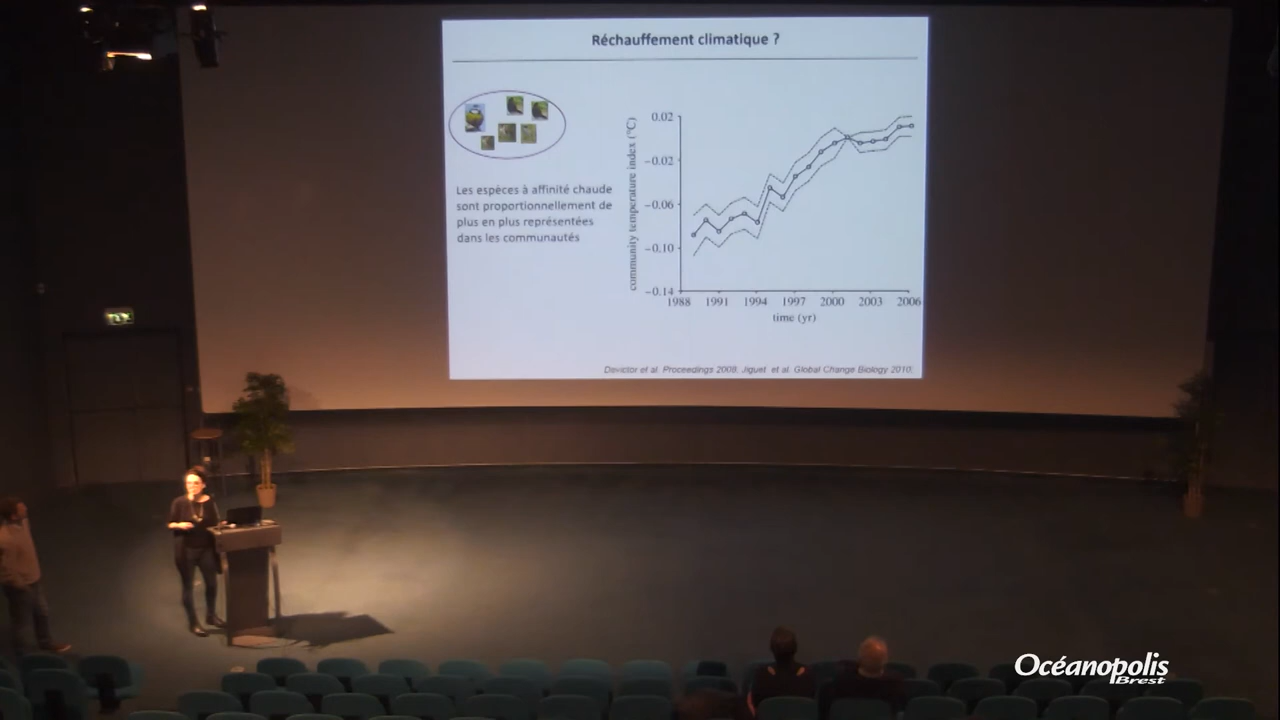 Réchauffement climatique ?
Les espèces à affinité chaude
sont proportionnellement de
plus en plus représentées
dans les communautés
community temperature index (°C)
0.02
−0.02
−0.06
−0.10
−0.14
1988 1991 1994 1997 2000 2003 2006
time (yr)
Devictor et al. Proceedings 2008; Jiguet et al. Global Change Biology 2010;
Océanopolis
Brest